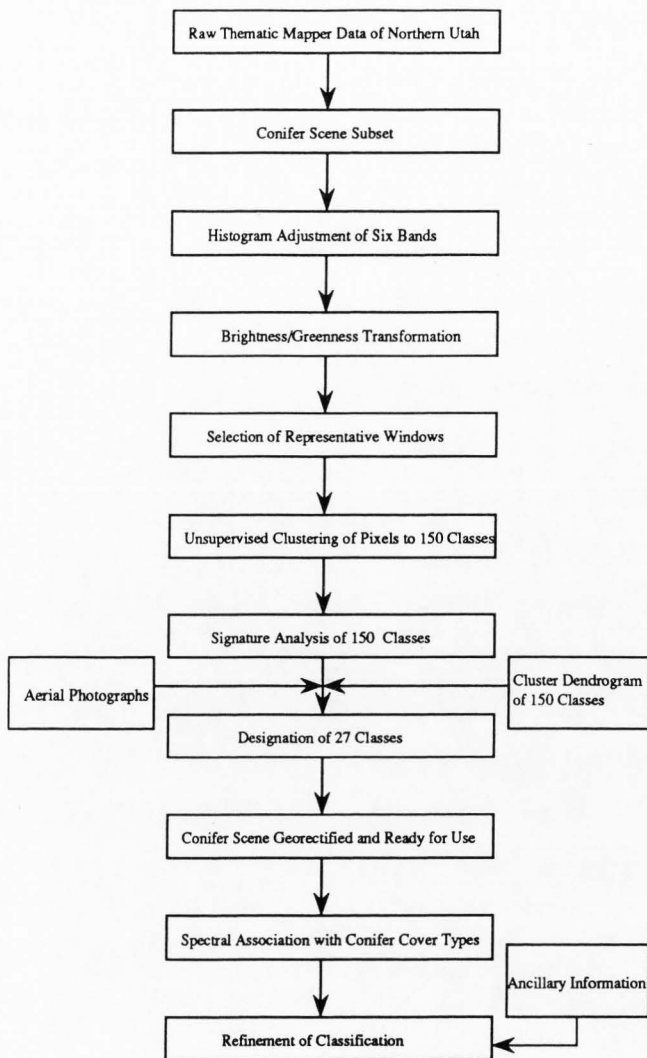 Raw Thematic Mapper Data of Northern Utah
Conifer Scene Subset
Histogram Adjustment of Six Bands
Brightness/Greenness Transformation
Selection of Representative Windows
Unsupervised Clustering of Pixels to 150 Classes
Signature Analysis of 150 Classes
Aerial Photographs
Cluster Dendrogram
of 150 Classes
Designation of 27 Classes
Conifer Scene Georectified and Ready for Use
Spectral Association with Conifer Cover Types
Ancillary Information
Refinement of Classification